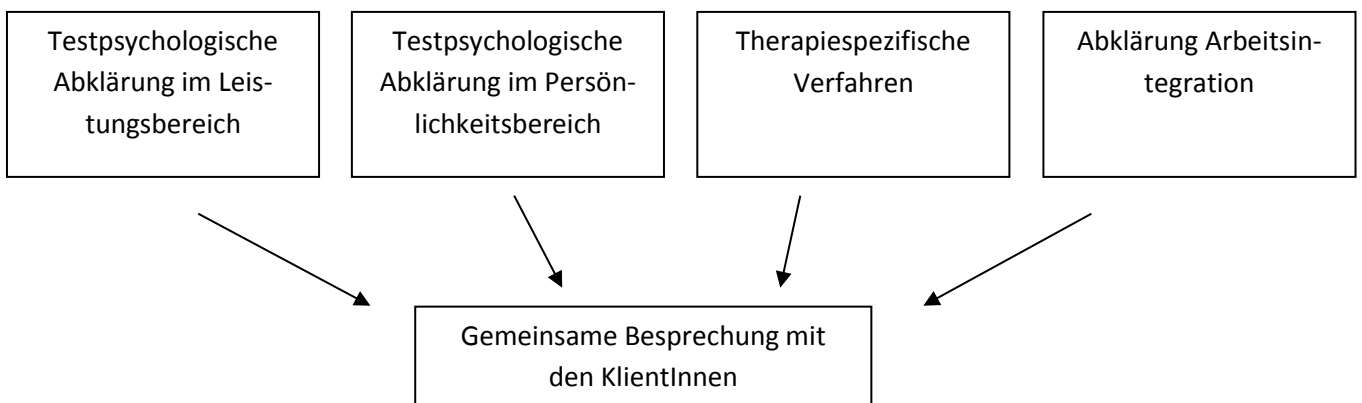 Testpsychologische
Abklärung im Leis-
tungsbereich
Testpsychologische
Abklärung im Persön-
lichkeitsbereich
Therapiespezifische
Verfahren
Abklärung Arbeitsin-
tegration
Gemeinsame Besprechung mit
den KlientInnen